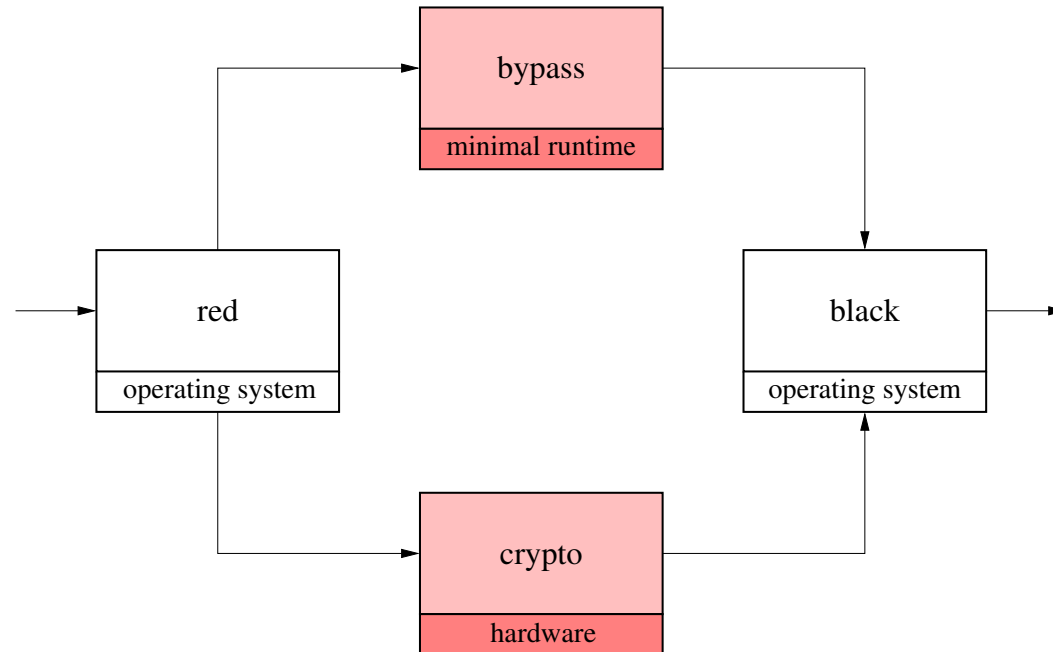 bypass
minimal runtime
red
operating system
black
operating system
crypto
hardware